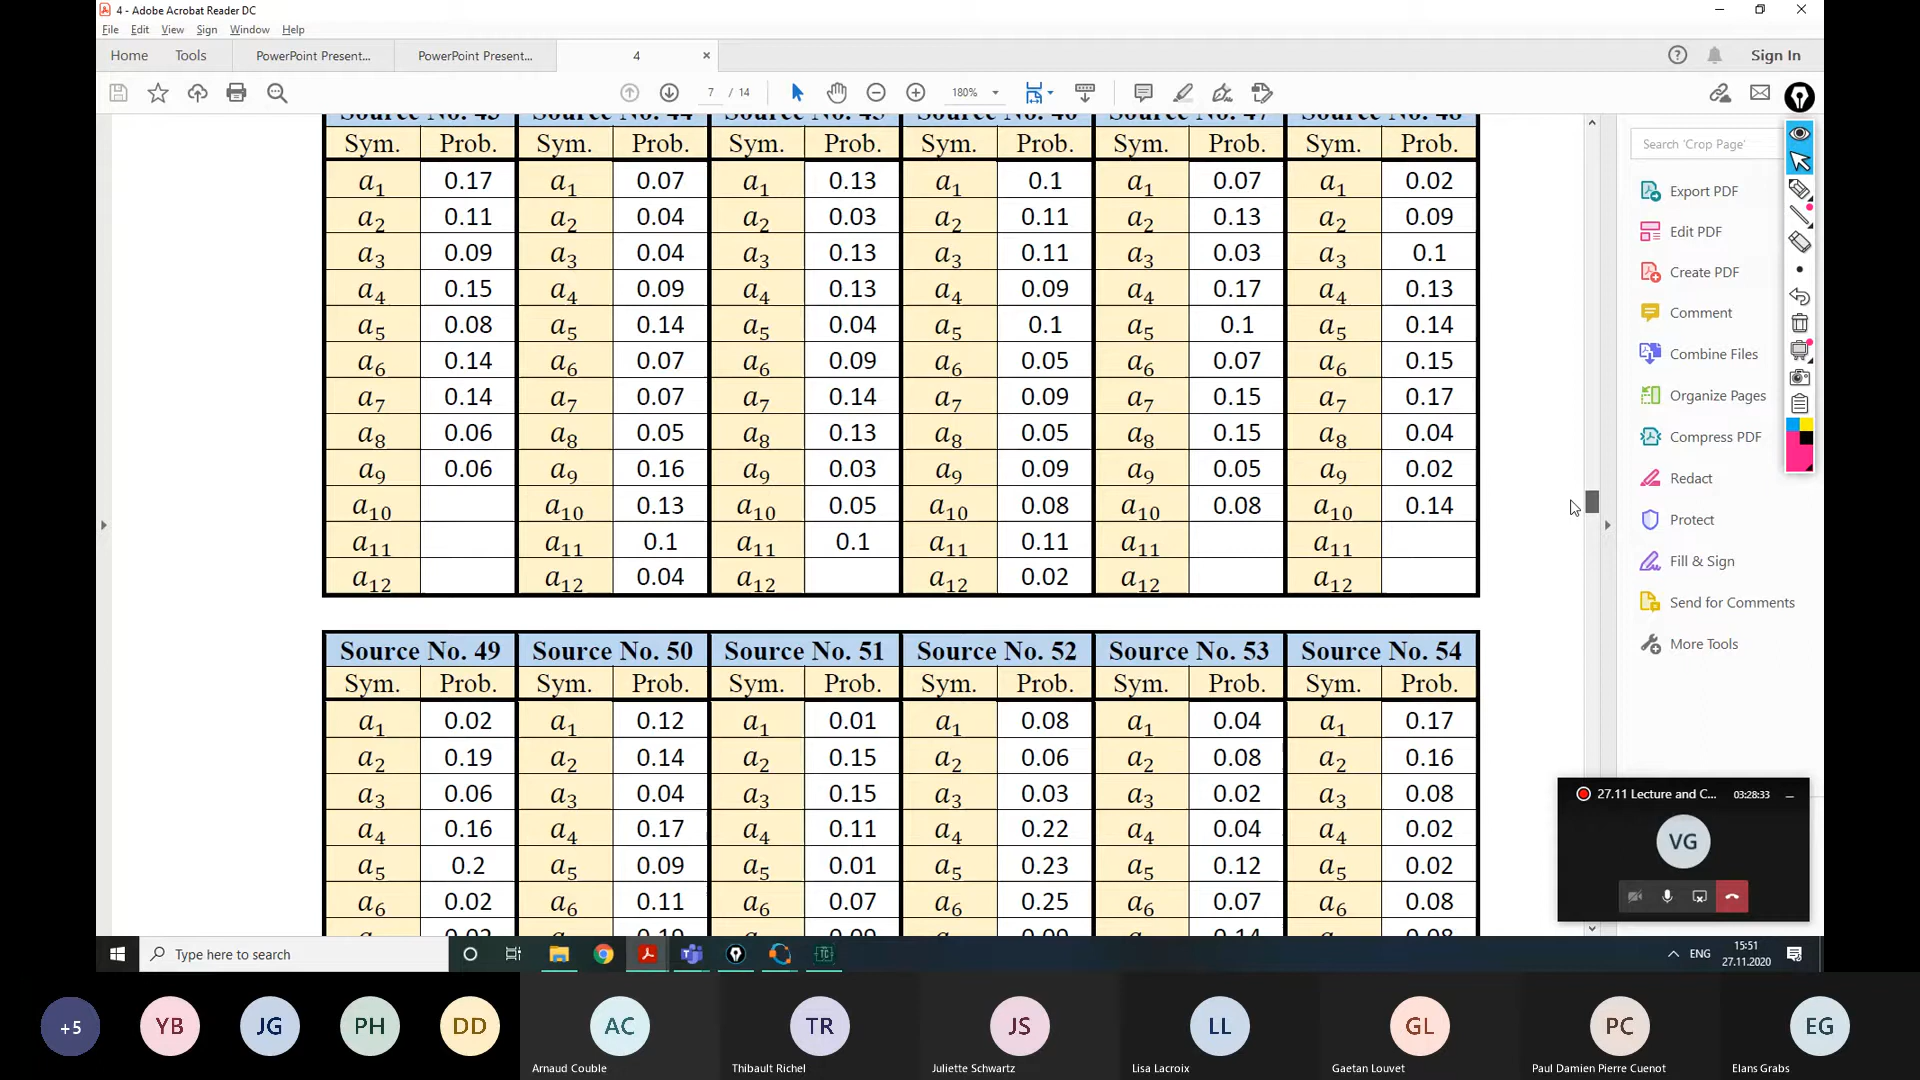 4 - Adobe Acrobat Reader DC
File Edit View Sign Window Help
Home Tools PowerPoint Present... PowerPoint Present... 4 × Sign In
7 / 14 180%
Source No. 43 Source No. 44 Source No. 45 Source No. 46 Source No. 47 Source No. 48
Sym. Prob. Sym. Prob. Sym. Prob. Sym. Prob. Sym. Prob. Sym. Prob.
a1 0.17 a1 0.07 a1 0.13 a1 0.1 a1 0.07 a1 0.02
a2 0.11 a2 0.04 a2 0.03 a2 0.11 a2 0.13 a2 0.09
a3 0.09 a3 0.04 a3 0.13 a3 0.11 a3 0.03 a3 0.1
a4 0.15 a4 0.09 a4 0.13 a4 0.09 a4 0.17 a4 0.13
a5 0.08 a5 0.14 a5 0.04 a5 0.1 a5 0.1 a5 0.14
a6 0.14 a6 0.07 a6 0.09 a6 0.05 a6 0.07 a6 0.15
a7 0.14 a7 0.07 a7 0.14 a7 0.09 a7 0.15 a7 0.17
a8 0.06 a8 0.05 a8 0.13 a8 0.05 a8 0.15 a8 0.04
a9 0.06 a9 0.16 a9 0.03 a9 0.09 a9 0.05 a9 0.02
a10 a10 0.13 a10 0.05 a10 0.08 a10 0.08 a10 0.14
a11 a11 0.1 a11 0.1 a11 0.11 a11 a11
a12 a12 0.04 a12 a12 0.02 a12 a12
Source No. 49 Source No. 50 Source No. 51 Source No. 52 Source No. 53 Source No. 54
Sym. Prob. Sym. Prob. Sym. Prob. Sym. Prob. Sym. Prob. Sym. Prob.
a1 0.02 a1 0.12 a1 0.01 a1 0.08 a1 0.04 a1 0.17
a2 0.19 a2 0.14 a2 0.15 a2 0.06 a2 0.08 a2 0.16
a3 0.06 a3 0.04 a3 0.15 a3 0.03 a3 0.02 a3 0.08
a4 0.16 a4 0.17 a4 0.11 a4 0.22 a4 0.04 a4 0.02
a5 0.2 a5 0.09 a5 0.01 a5 0.23 a5 0.12 a5 0.02
a6 0.02 a6 0.11 a6 0.07 a6 0.25 a6 0.07 a6 0.08
Search 'Crop Page'
Export PDF
Edit PDF
Create PDF
Comment
Combine Files
Organize Pages
Compress PDF
Redact
Protect
Fill & Sign
Send for Comments
More Tools
27.11 Lecture and C... 03:28:33
VG
Type here to search
TC
ENG
15:51
27.11.2020
+5 YB JG PH DD AC TR JS LL GL PC EG
Arnaud Couble Thibault Richel Juliette Schwartz Lisa Lacroix Gaetan Louvet Paul Damien Pierre Cuenot Elans Grabs